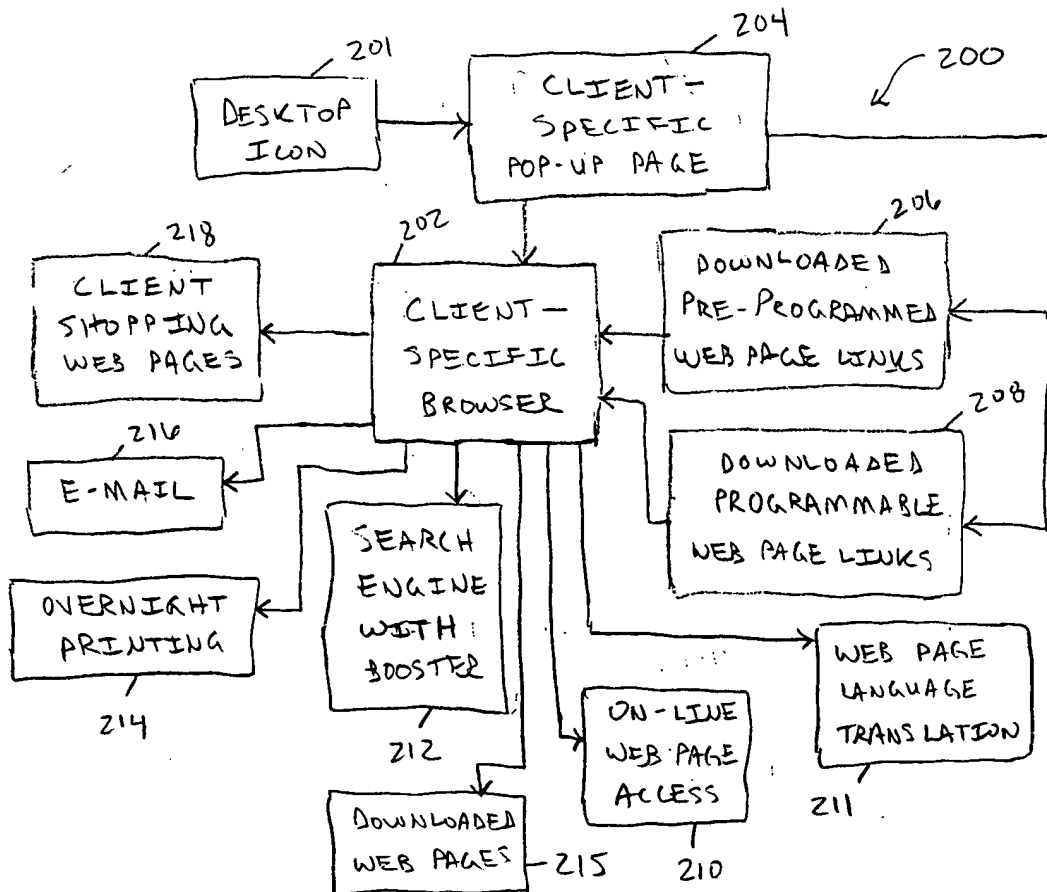 201
DESKTOP
ICON
204
CLIENT-
SPECIFIC
POP-UP PAGE
200
218
CLIENT
SHOPPING
WEB PAGES
202
CLIENT-
SPECIFIC
BROWSER
206
DOWNLOADED
PRE-PROGRAMMED
WEB PAGE LINKS
208
DOWNLOADED
PROGRAMMABLE
WEB PAGE LINKS
216
E-MAIL
OVERNIGHT
PRINTING
214
SEARCH
ENGINE
WITH
BOOSTER
212
DOWNLOADED
WEB PAGES
215
ON-LINE
WEB PAGE
ACCESS
210
WEB PAGE
LANGUAGE
TRANSLATION
211